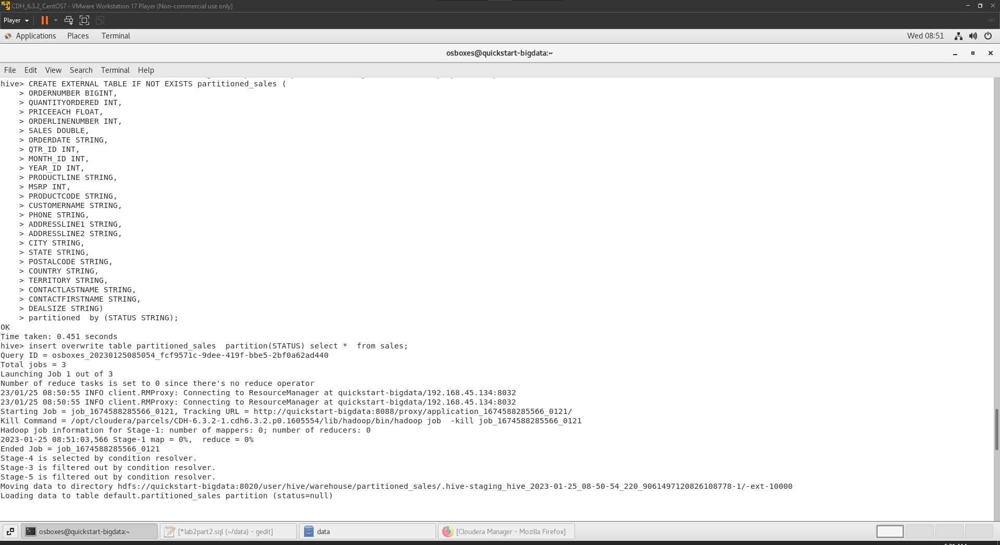 CDH_6.3.2_CentOS7 - VMware Workstation 17 Player (Non-commercial use only)
Player
Applications Places Terminal Wed 08:51
osboxes@quickstart-bigdata:~
File Edit View Search Terminal Help
hive> CREATE EXTERNAL TABLE IF NOT EXISTS partitioned_sales (
    > ORDERNUMBER BIGINT,
    > QUANTITYORDERED INT,
    > PRICEEACH FLOAT,
    > ORDERLINENUMBER INT,
    > SALES DOUBLE,
    > ORDERDATE STRING,
    > QTR_ID INT,
    > MONTH_ID INT,
    > YEAR_ID INT,
    > PRODUCTLINE STRING,
    > MSRP INT,
    > PRODUCTCODE STRING,
    > CUSTOMERNAME STRING,
    > PHONE STRING,
    > ADDRESSLINE1 STRING,
    > ADDRESSLINE2 STRING,
    > CITY STRING,
    > STATE STRING,
    > POSTALCODE STRING,
    > COUNTRY STRING,
    > TERRITORY STRING,
    > CONTACTLASTNAME STRING,
    > CONTACTFIRSTNAME STRING,
    > DEALSIZE STRING)
    > partitioned  by (STATUS STRING);
OK
Time taken: 0.451 seconds
hive> insert overwrite table partitioned_sales  partition(STATUS) select *  from sales;
Query ID = osboxes_20230125085054_fcf9571c-9dee-419f-bbe5-2bf0a62ad440
Total jobs = 3
Launching Job 1 out of 3
Number of reduce tasks is set to 0 since there's no reduce operator
23/01/25 08:50:55 INFO client.RMProxy: Connecting to ResourceManager at quickstart-bigdata/192.168.45.134:8032
23/01/25 08:50:55 INFO client.RMProxy: Connecting to ResourceManager at quickstart-bigdata/192.168.45.134:8032
Starting Job = job_1674588285566_0121, Tracking URL = http://quickstart-bigdata:8088/proxy/application_1674588285566_0121/
Kill Command = /opt/cloudera/parcels/CDH-6.3.2-1.cdh6.3.2.p0.1605554/lib/hadoop/bin/hadoop job  -kill job_1674588285566_0121
Hadoop job information for Stage-1: number of mappers: 0; number of reducers: 0
2023-01-25 08:51:03,566 Stage-1 map = 0%,  reduce = 0%
Ended Job = job_1674588285566_0121
Stage-4 is selected by condition resolver.
Stage-3 is filtered out by condition resolver.
Stage-5 is filtered out by condition resolver.
Moving data to directory hdfs://quickstart-bigdata:8020/user/hive/warehouse/partitioned_sales/.hive-staging_hive_2023-01-25_08-50-54_220_9061497120826108778-1/-ext-10000
Loading data to table default.partitioned_sales partition (status=null)
osboxes@quickstart-bigdata:~ [*lab2part2.sql (~/data) - gedit] data [Cloudera Manager - Mozilla Firefox]